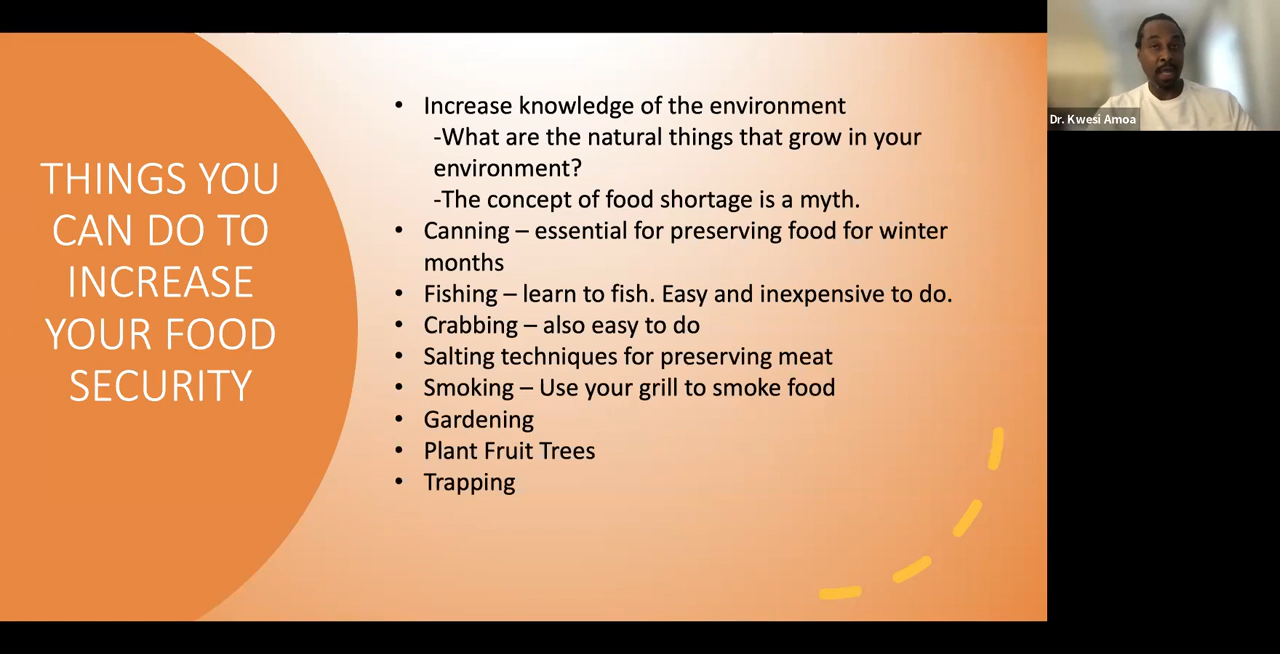 THINGS YOU
CAN DO TO
INCREASE
YOUR FOOD
SECURITY
• Increase knowledge of the environment
-What are the natural things that grow in your
environment?
-The concept of food shortage is a myth.
• Canning – essential for preserving food for winter
months
• Fishing – learn to fish. Easy and inexpensive to do.
• Crabbing – also easy to do
• Salting techniques for preserving meat
• Smoking – Use your grill to smoke food
• Gardening
• Plant Fruit Trees
• Trapping
Dr. Kwesi Amoa